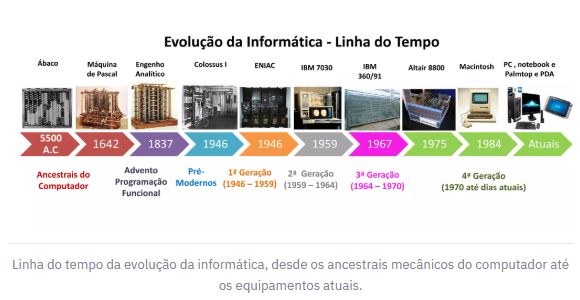 Evolução da Informática - Linha do Tempo
Ábaco
Máquina
de Pascal
Engenho
Analítico
Colossus I
ENIAC
IBM 7030
IBM
360/91
Altair 8800
Macintosh
PC , notebook e
Palmtop e PDA
5500
A.C
1642
1837
1946
1946
1959
1967
1975
1984
Atuais
Ancestrais do
Computador
Advento
Programação
Funcional
Pré-
Modernos
1ª Geração
(1946 – 1959)
2ª Geração
(1959 – 1964)
3ª Geração
(1964 – 1970)
4ª Geração
(1970 até dias atuais)
Linha do tempo da evolução da informática, desde os ancestrais mecânicos do computador até
os equipamentos atuais.